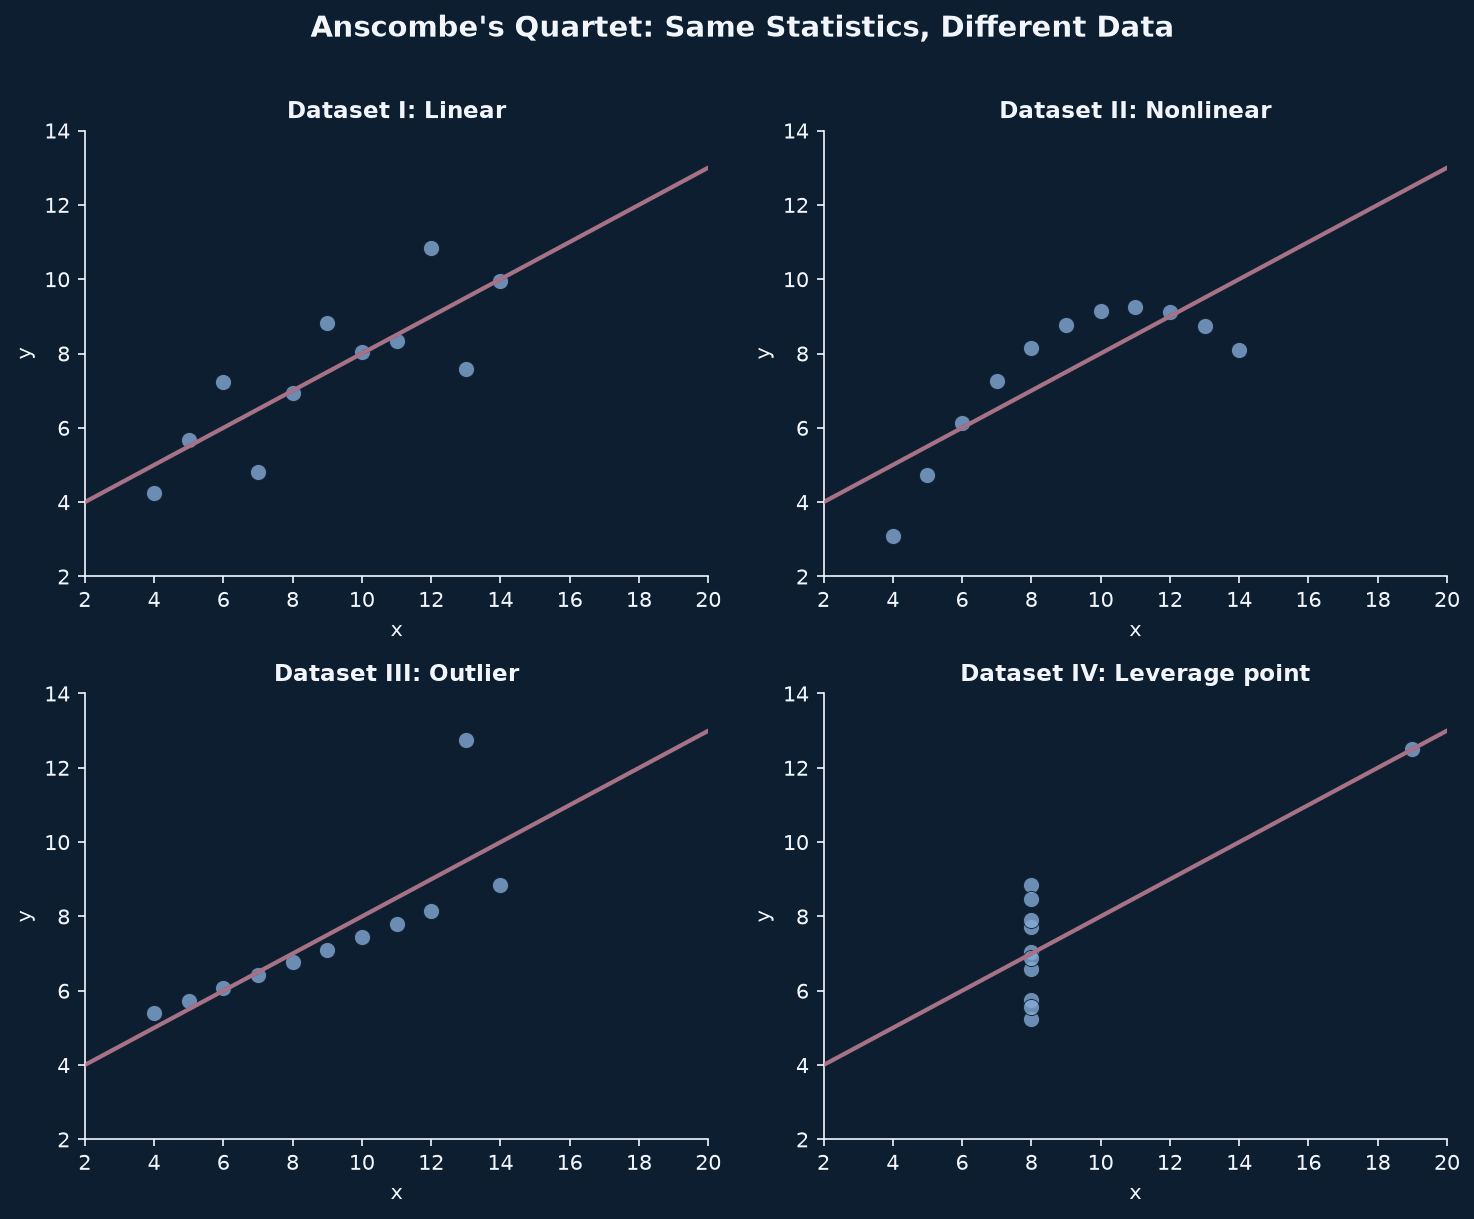 Anscombe's Quartet: Same Statistics, Different Data
Dataset I: Linear
14
12
10
8
6
4
2
y
2 4 6 8 10 12 14 16 18 20
x
Dataset II: Nonlinear
14
12
10
8
6
4
2
y
2 4 6 8 10 12 14 16 18 20
x
Dataset III: Outlier
14
12
10
8
6
4
2
y
2 4 6 8 10 12 14 16 18 20
x
Dataset IV: Leverage point
14
12
10
8
6
4
2
y
2 4 6 8 10 12 14 16 18 20
x